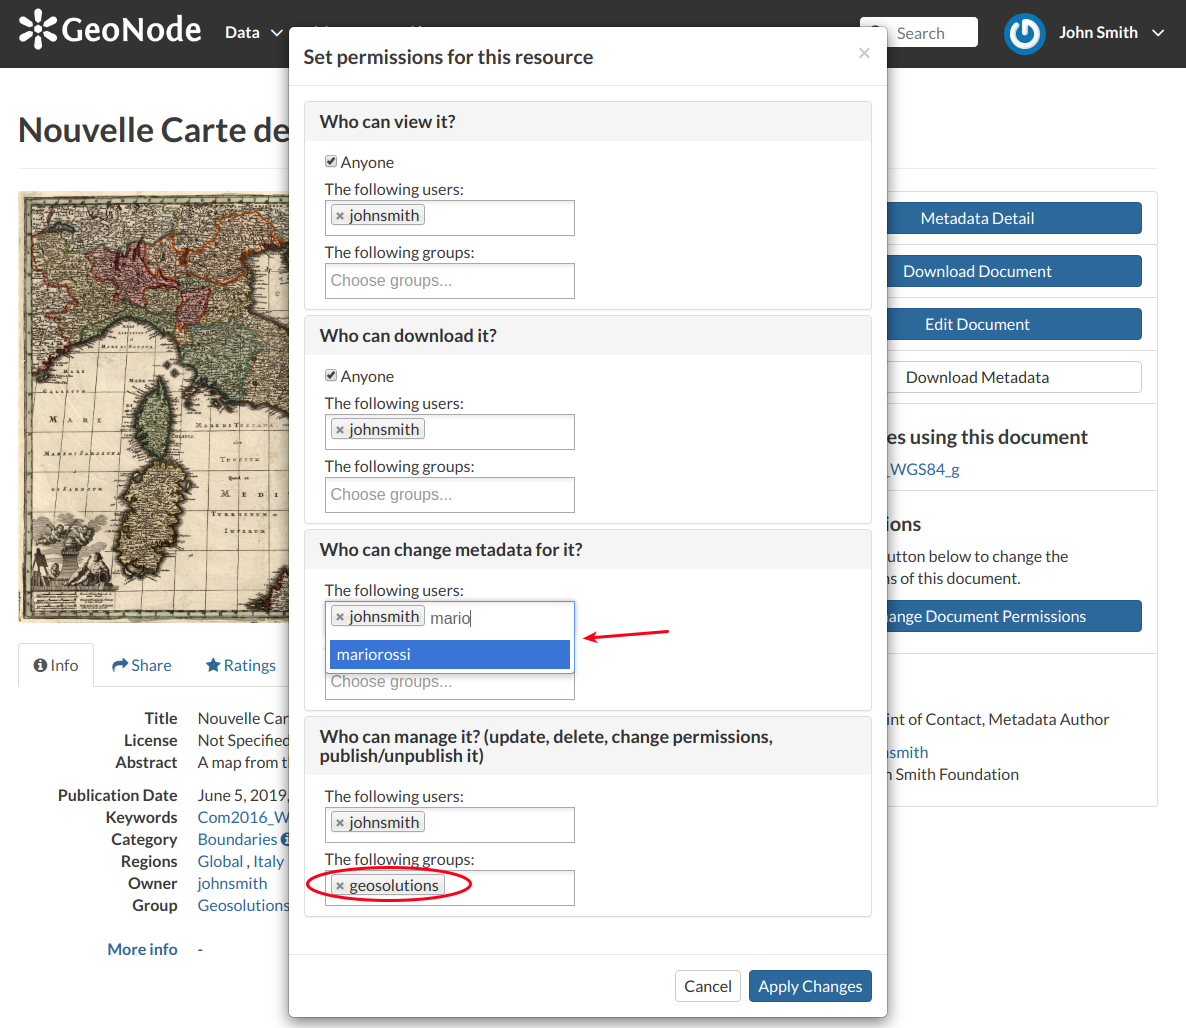 GeoNode
Data
Search
John Smith
Set permissions for this resource
×
Nouvelle Carte de
Who can view it?
Anyone
The following users:
× johnsmith
The following groups:
Choose groups...
Who can download it?
Anyone
The following users:
× johnsmith
The following groups:
Choose groups...
Who can change metadata for it?
The following users:
× johnsmith mario
mariorossi
Choose groups...
Who can manage it? (update, delete, change permissions,
publish/unpublish it)
The following users:
× johnsmith
The following groups:
× geosolutions
Cancel
Apply Changes
Metadata Detail
Download Document
Edit Document
Download Metadata
es using this document
_WGS84_g
ions
utton below to change the
ns of this document.
ange Document Permissions
int of Contact, Metadata Author
nsmith
n Smith Foundation
MARE
Info
Share
Ratings
Title Nouvelle Car
License Not Specified
Abstract A map from t
Publication Date June 5, 2019,
Keywords Com2016_W
Category Boundaries
Regions Global , Italy
Owner johnsmith
Group Geosolutions
More info -